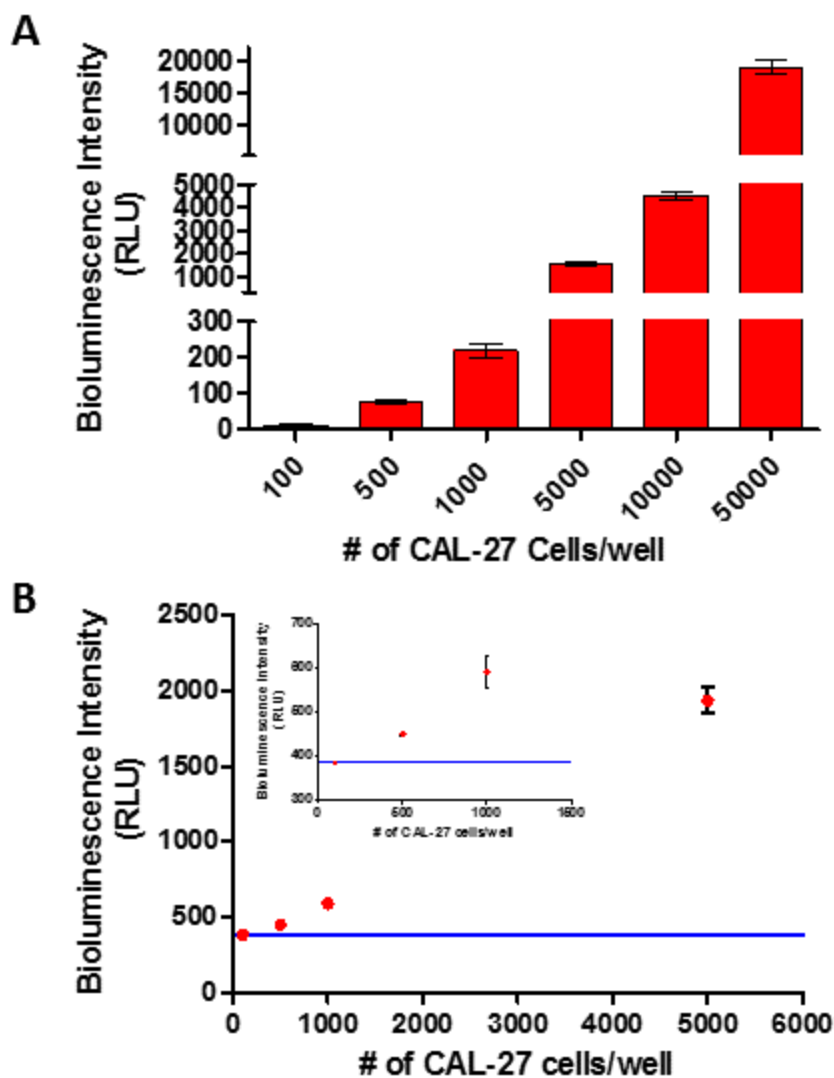 A
Bioluminescence Intensity
(RLU)
20000
15000
10000
5000
4000
2000
1000
300
200
100
0
100 500 1000 5000 10000 50000
# of CAL-27 Cells/well
B
Bioluminescence Intensity
(RLU)
2500
2000
1500
1000
500
0
0 1000 2000 3000 4000 5000 6000
# of CAL-27 cells/well
Bioluminescence Intensity
(RLU)
700
600
500
400
300
0 500 1000 1500
# of CAL-27 cells/well